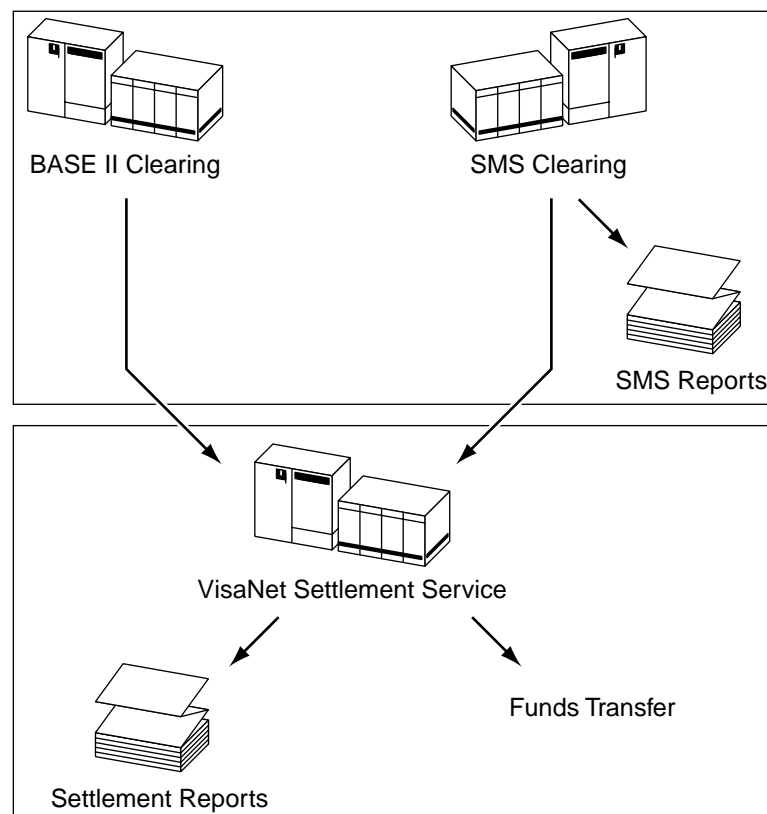 BASE II Clearing
SMS Clearing
SMS Reports
VisaNet Settlement Service
Funds Transfer
Settlement Reports